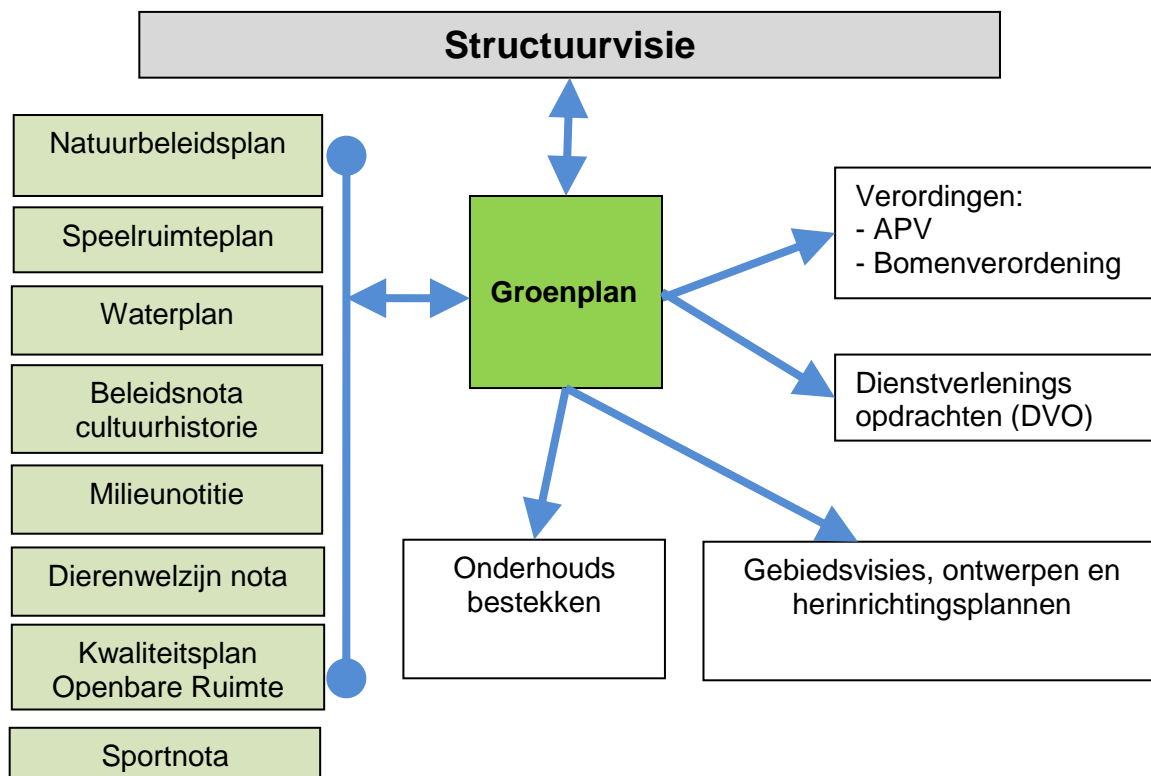 Structuurvisie
Natuurbeleidsplan
Speelruimteplan
Waterplan
Beleidsnota
cultuurhistorie
Milieunotitie
Dierenwelzijn nota
Kwaliteitsplan
Openbare Ruimte
Sportnota
Groenplan
Verordingen:
- APV
- Bomenverordening
Dienstverlenings
opdrachten (DVO)
Onderhouds
bestekken
Gebiedsvisies, ontwerpen en
herinrichtingsplannen